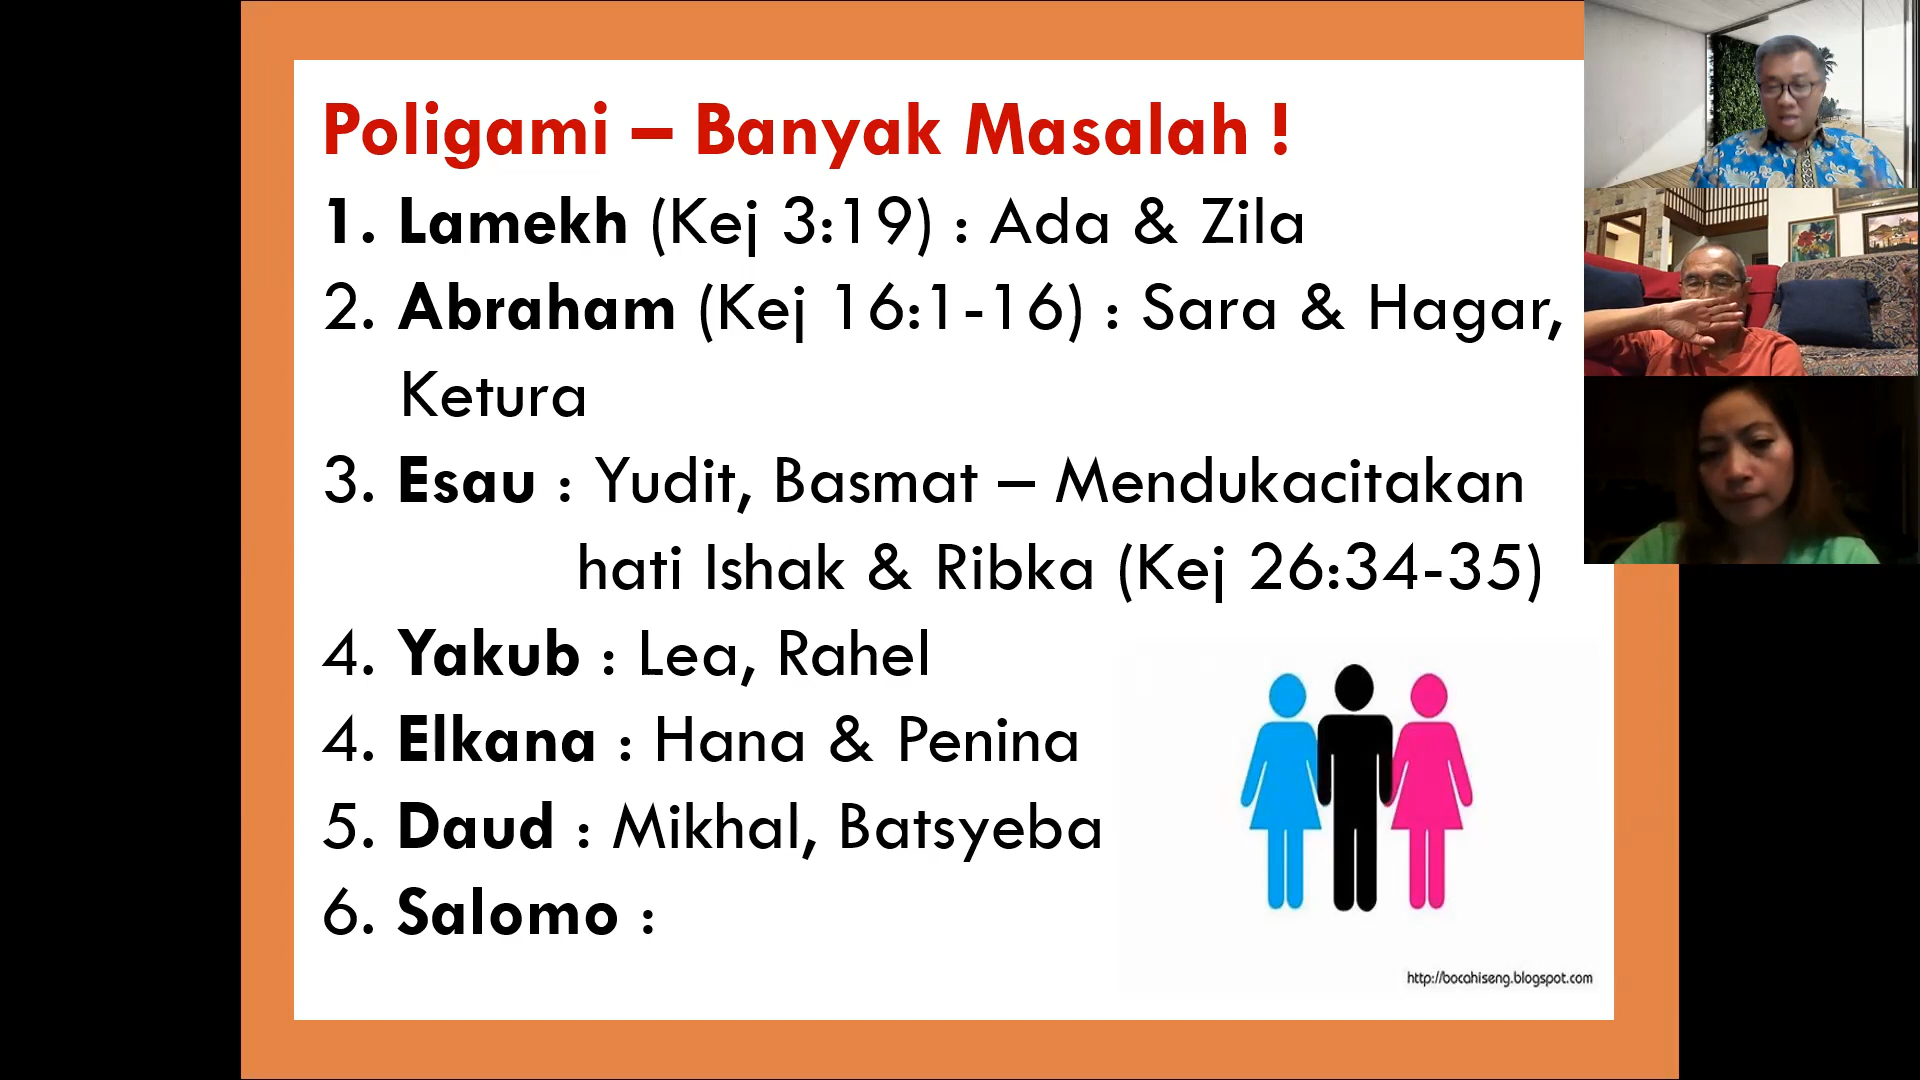 Poligami – Banyak Masalah !
1. Lamekh (Kej 3:19) : Ada & Zila
2. Abraham (Kej 16:1-16) : Sara & Hagar,
Ketura
3. Esau : Yudit, Basmat – Mendukacitakan
hati Ishak & Ribka (Kej 26:34-35)
4. Yakub : Lea, Rahel
4. Elkana : Hana & Penina
5. Daud : Mikhal, Batsyeba
6. Salomo :
http://bocahiseng.blogspot.com